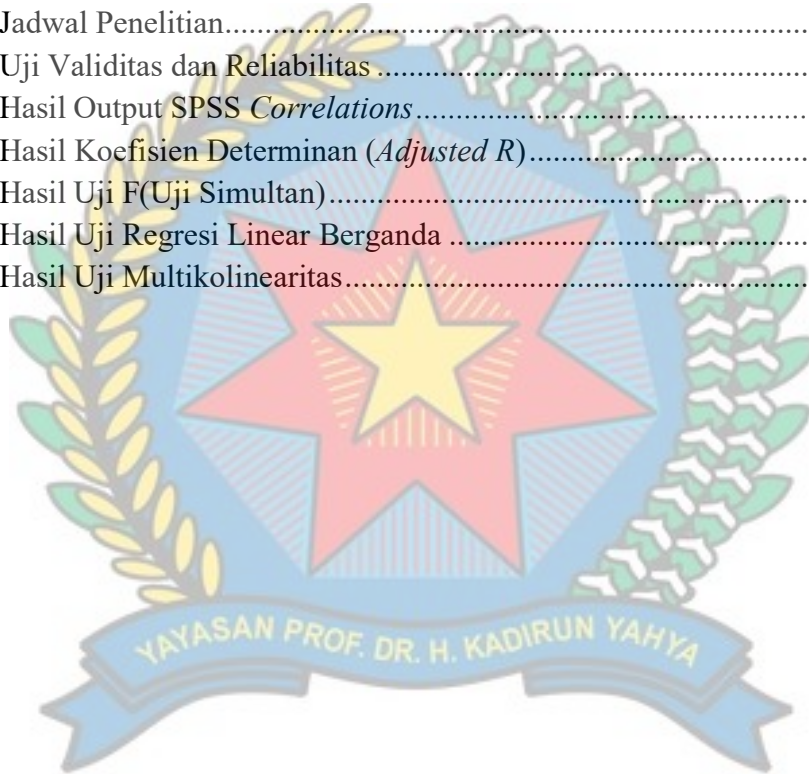 Jadwal Penelitian..........................................................................
Uji Validitas dan Reliabilitas ......................................................
Hasil Output SPSS Correlations..................................................
Hasil Koefisien Determinan (Adjusted R)...................................
Hasil Uji F(Uji Simultan).............................................................
Hasil Uji Regresi Linear Berganda .............................................
Hasil Uji Multikolinearitas...........................................................
YAYASAN PROF. DR. H. KADIRUN YAHYA